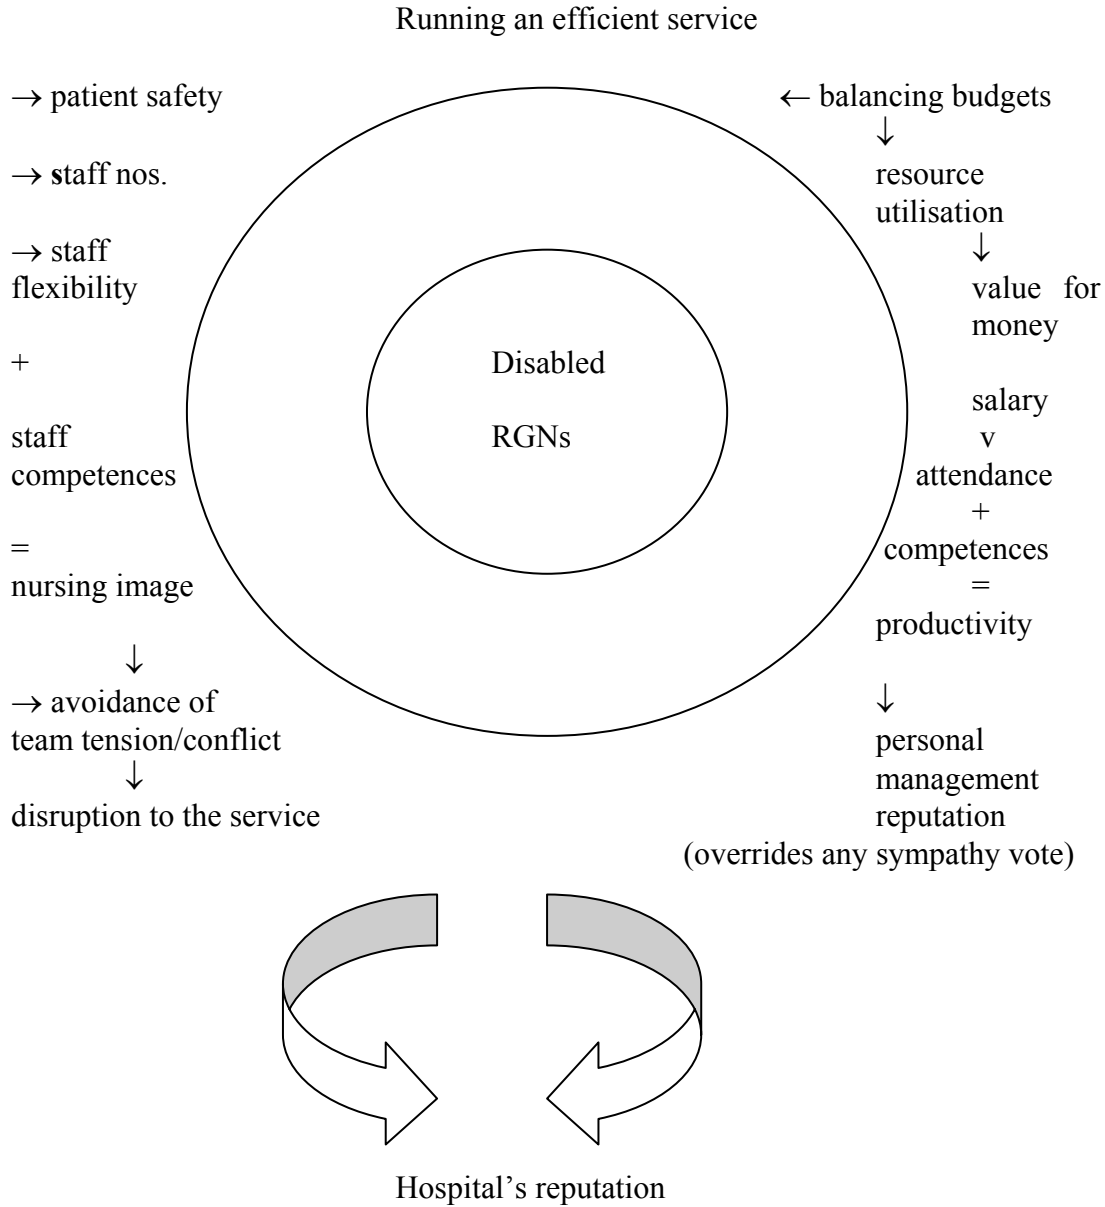 Running an efficient service
→ patient safety
→ staff nos.
→ staff
flexibility
+
staff
competences
=
nursing image
↓
→ avoidance of
team tension/conflict
↓
disruption to the service
Disabled
RGNs
← balancing budgets
↓
resource
utilisation
↓
value for
money
salary
v
attendance
+
competences
=
productivity
↓
personal
management
reputation
(overrides any sympathy vote)
Hospital’s reputation